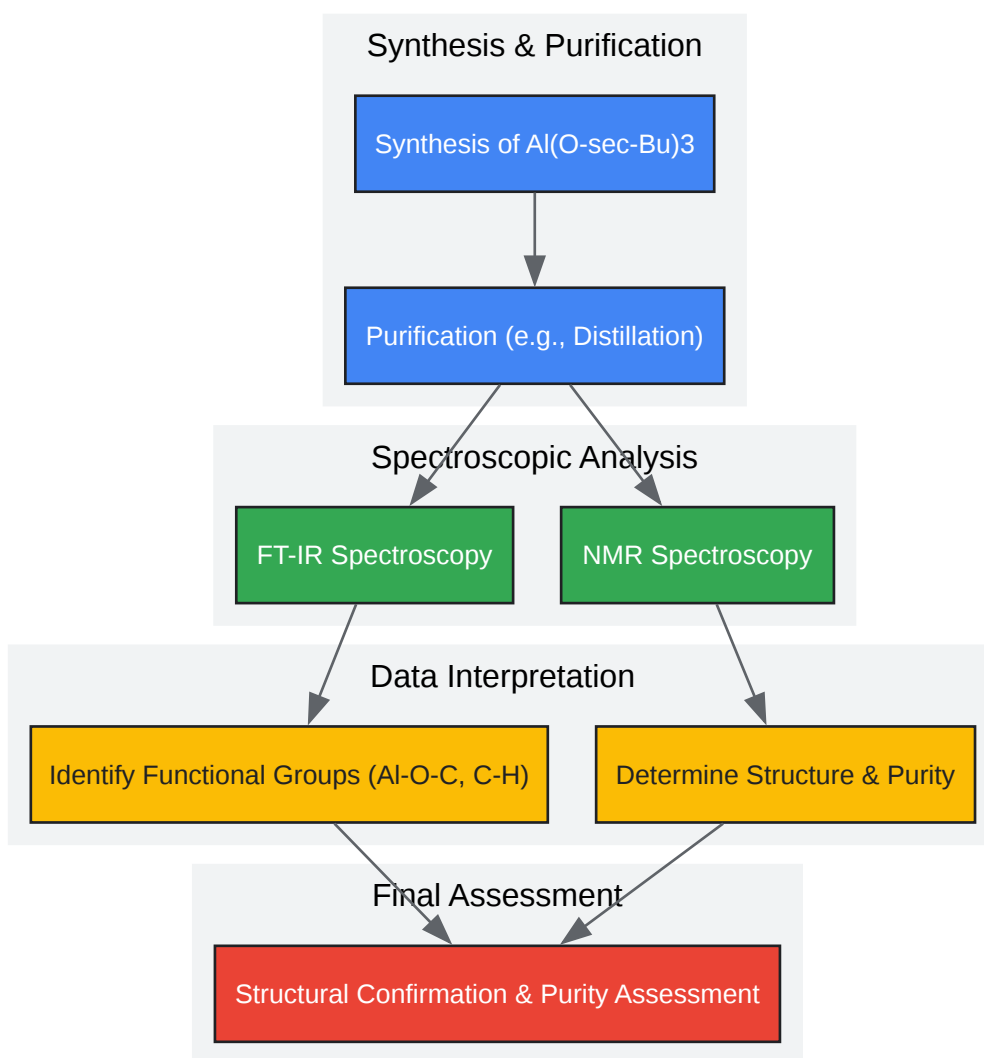 Synthesis & Purification
Synthesis of Al(O-sec-Bu)3
Purification (e.g., Distillation)
Spectroscopic Analysis
FT-IR Spectroscopy
NMR Spectroscopy
Data Interpretation
Identify Functional Groups (Al-O-C, C-H)
Determine Structure & Purity
Final Assessment
Structural Confirmation & Purity Assessment